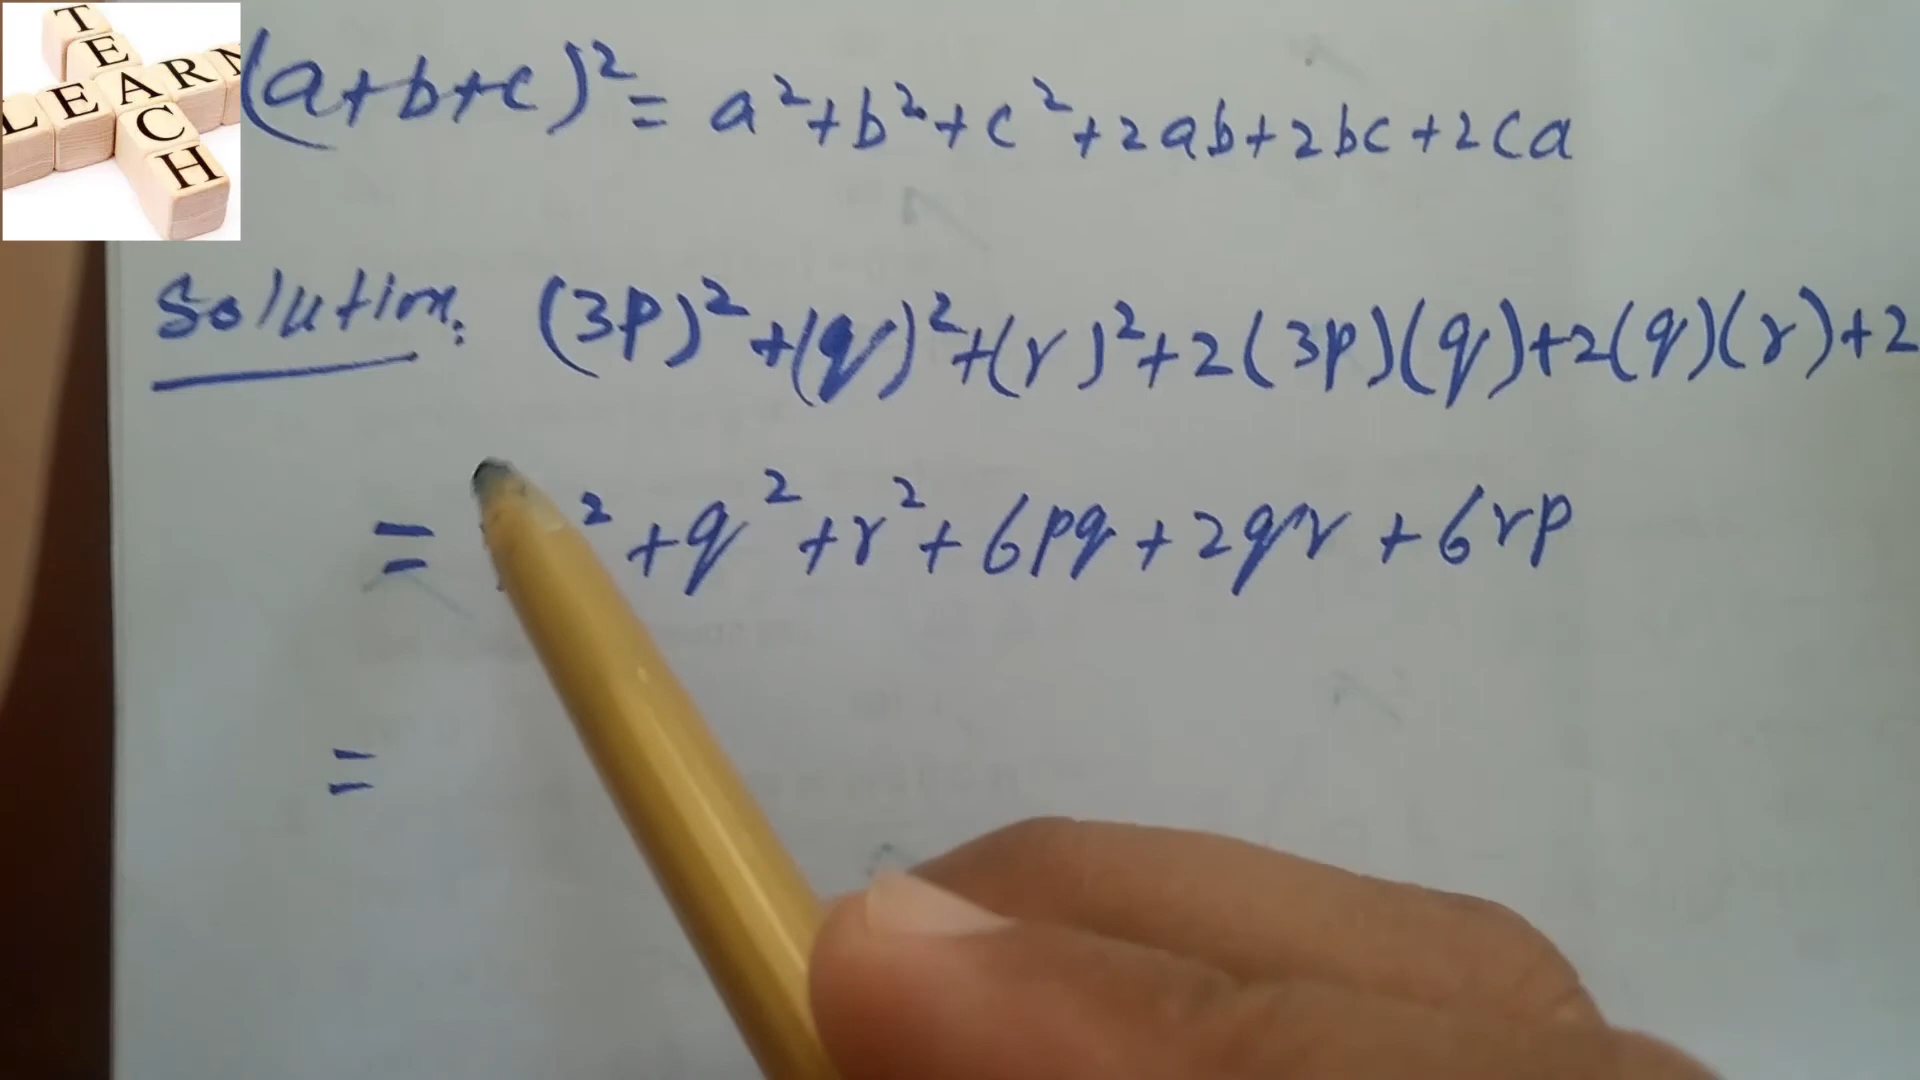 TEACH
LEARN
(a+b+c)²= a²+b²+c²+2ab+2bc+2ca
Solution: (3p)²+(q)²+(r)²+2(3p)(q)+2(q)(r)+2
= ²+q²+r²+6pq+2qr+6rp
=